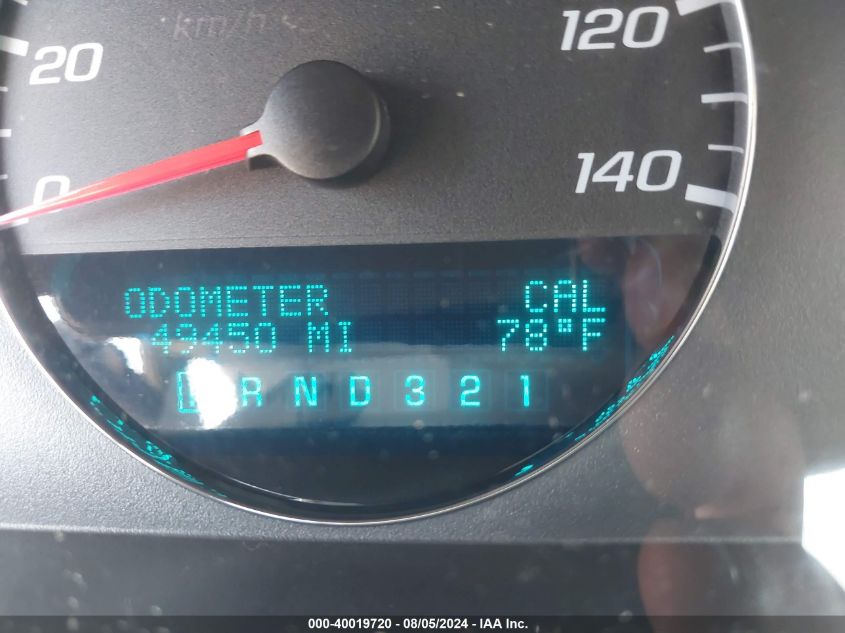 km/h
120
20
140
0
ODOMETER CAL
49450 MI 78°F
P R N D 3 2 1
000-40019720 - 08/05/2024 - IAA Inc.